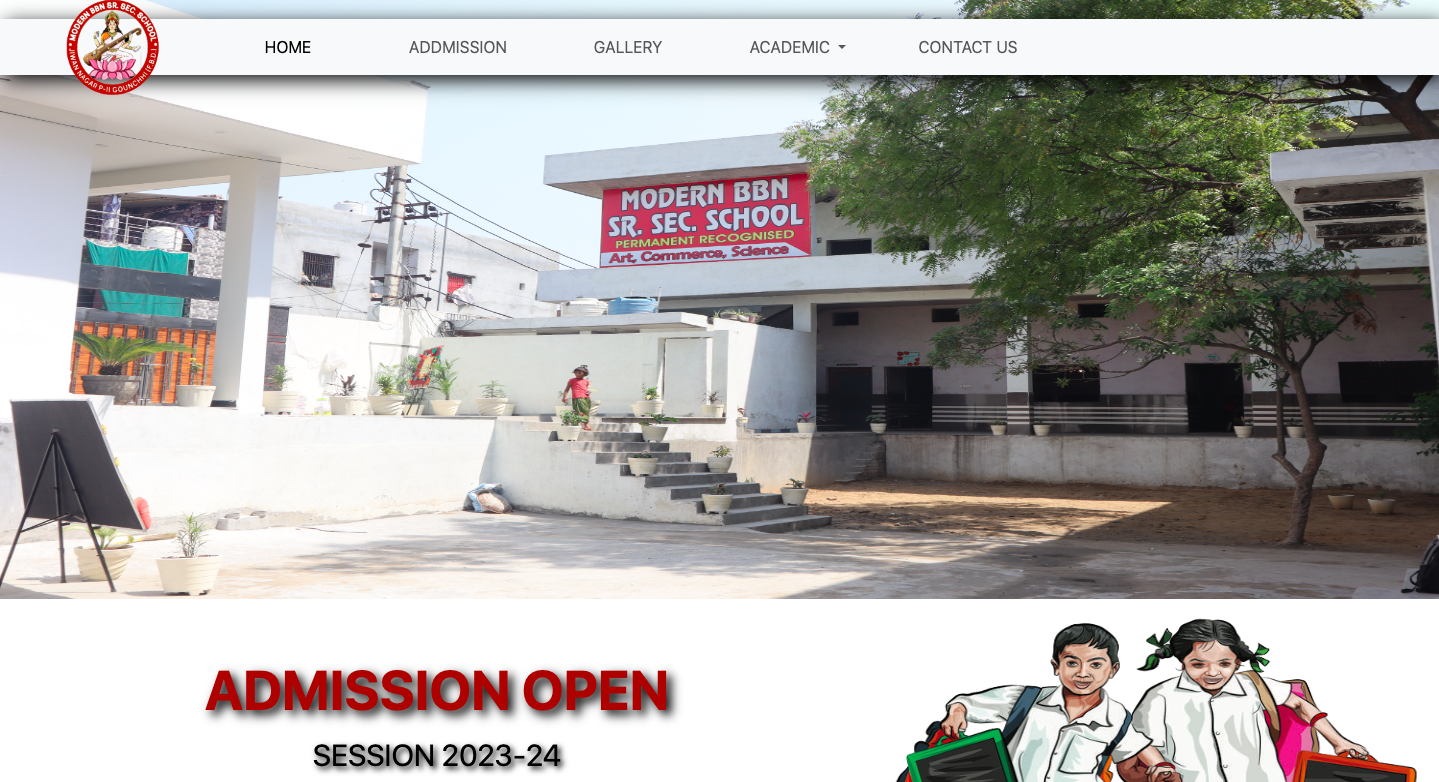 MODERN BBN SR. SEC. SCHOOL
JIWAN NAGAR P-II GOUNCHHI (F.B.D.)
HOME
ADDMISSION
GALLERY
ACADEMIC
CONTACT US
MODERN BBN
SR. SEC. SCHOOL
PERMANENT RECOGNISED
Art, Commerce, Science
ADMISSION OPEN
SESSION 2023-24